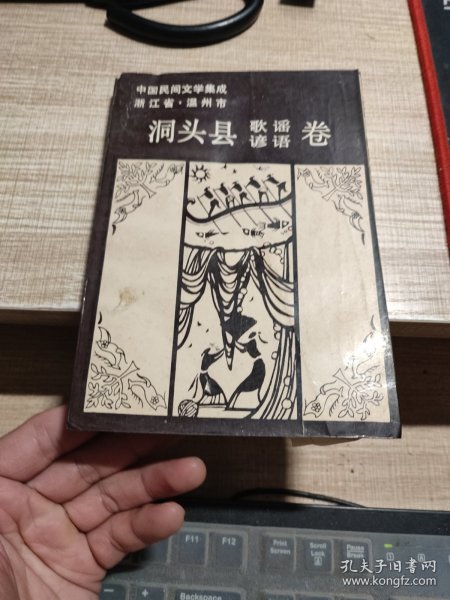 中国民间文学集成
浙江省·温州市
洞头县 歌谣 谚语 卷
F11
F12
Print
Screen
Scroll
Lock
Pause
Break
1
A
Backspace
孔夫子旧书网
www.kongfz.com